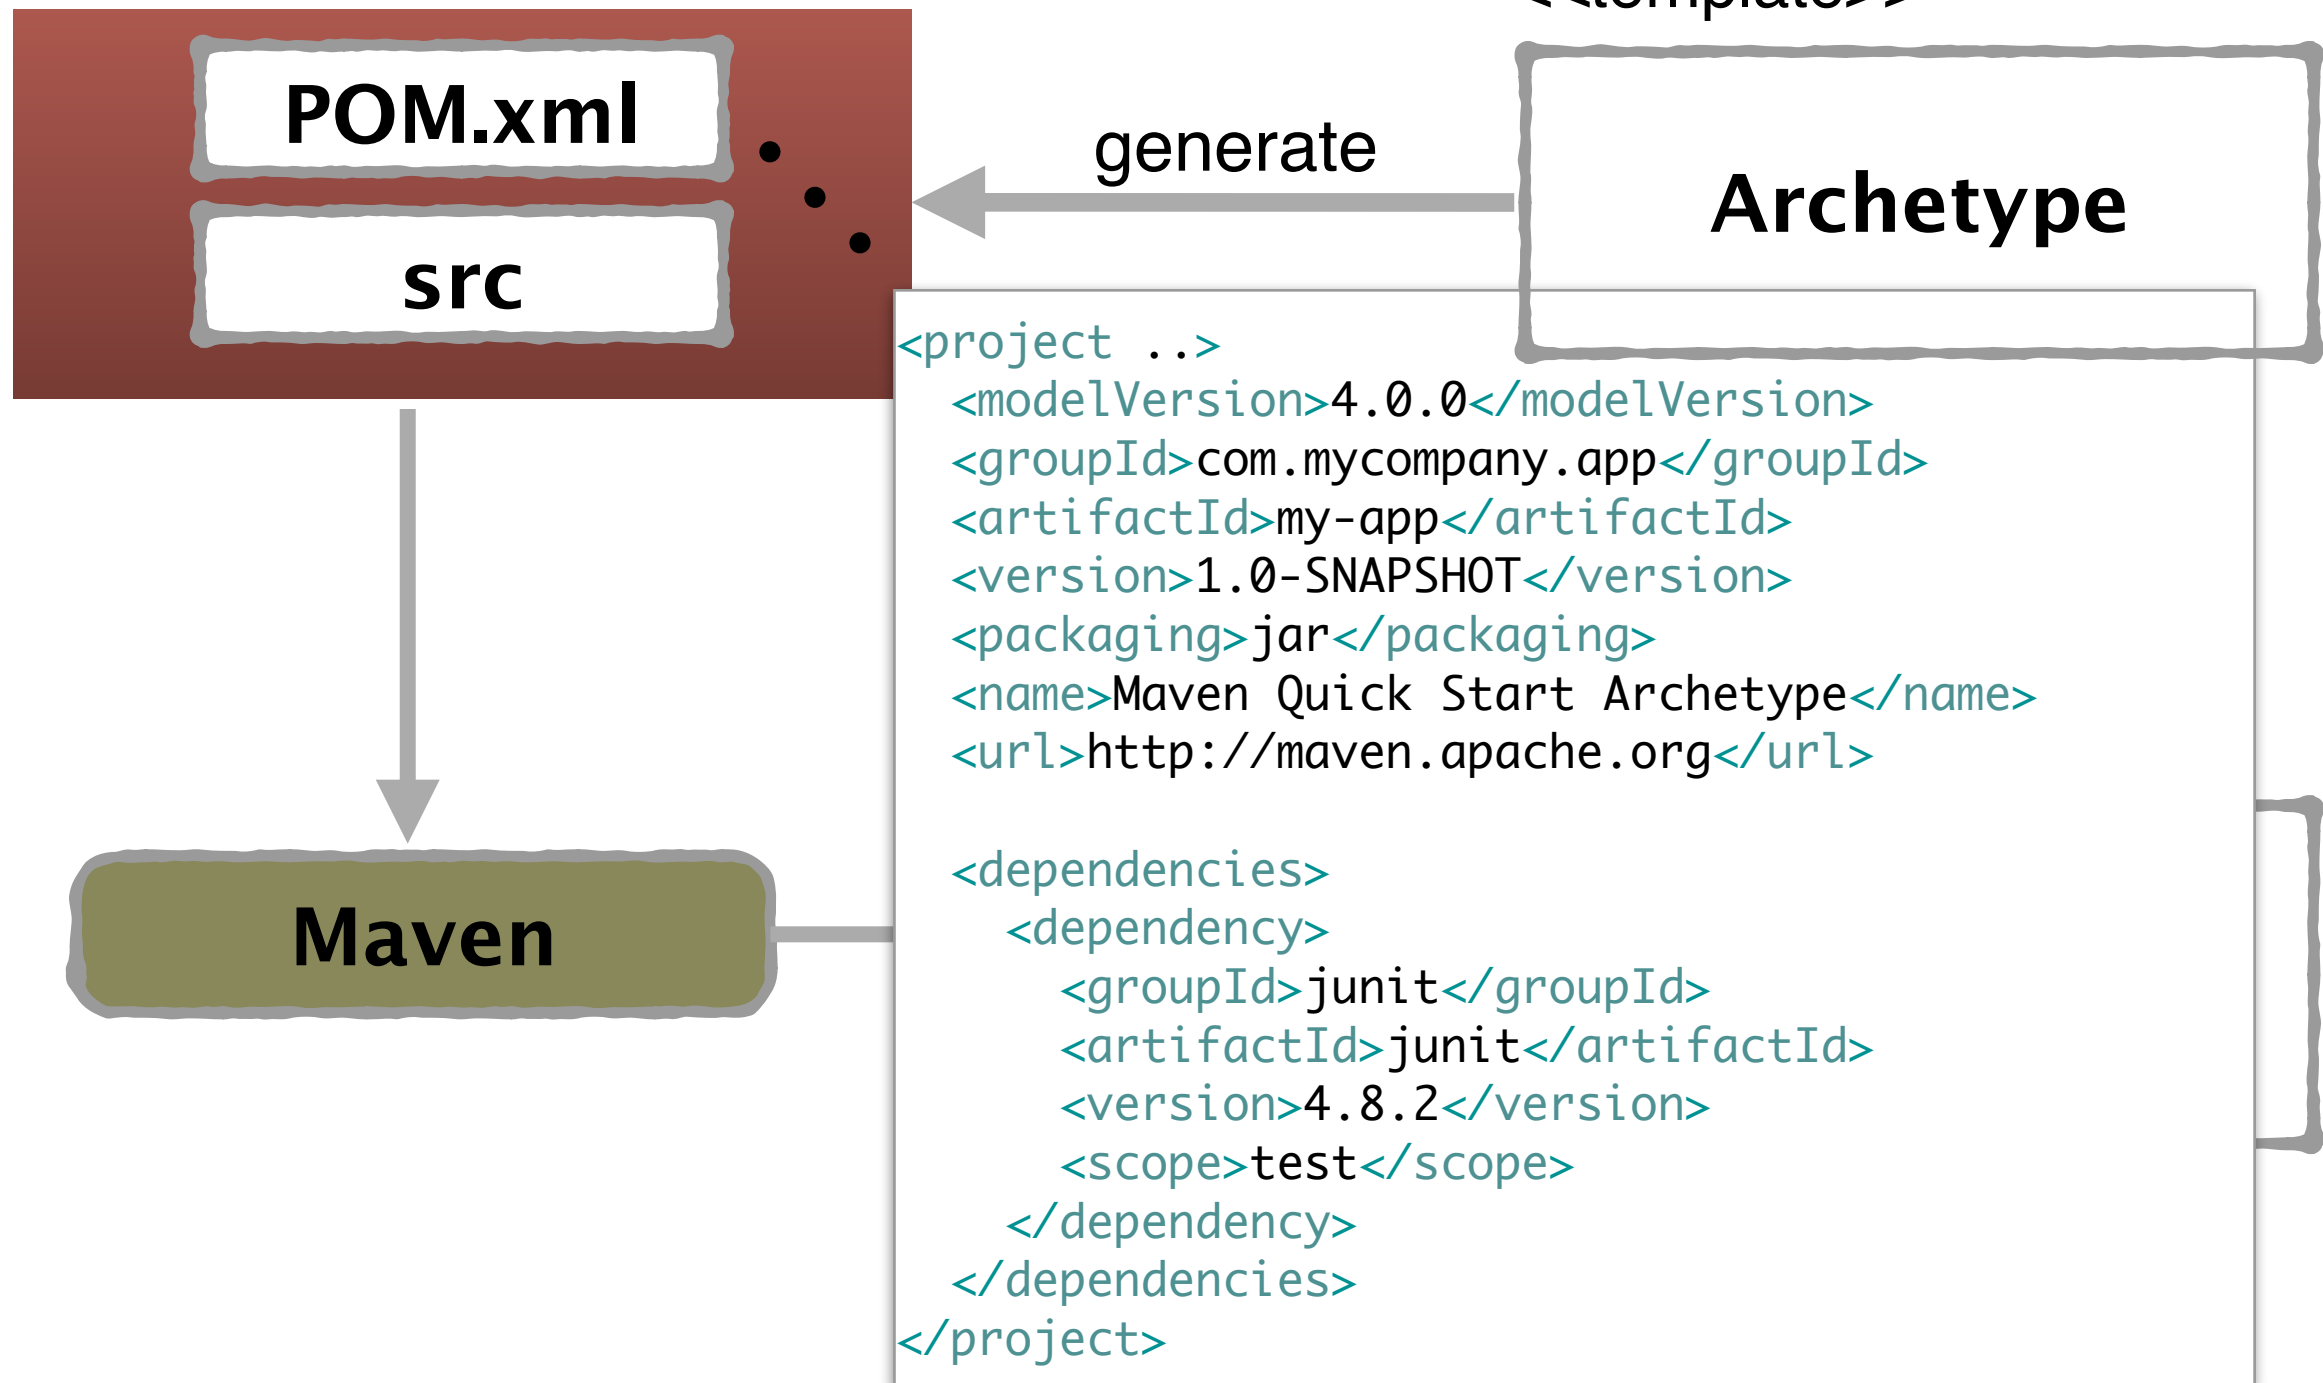 <<template>>
POM.xml
generate
Archetype
src
<project ..>
  <modelVersion>4.0.0</modelVersion>
  <groupId>com.mycompany.app</groupId>
  <artifactId>my-app</artifactId>
  <version>1.0-SNAPSHOT</version>
  <packaging>jar</packaging>
  <name>Maven Quick Start Archetype</name>
  <url>http://maven.apache.org</url>
  <dependencies>
    <dependency>
      <groupId>junit</groupId>
      <artifactId>junit</artifactId>
      <version>4.8.2</version>
      <scope>test</scope>
    </dependency>
  </dependencies>
</project>
Maven